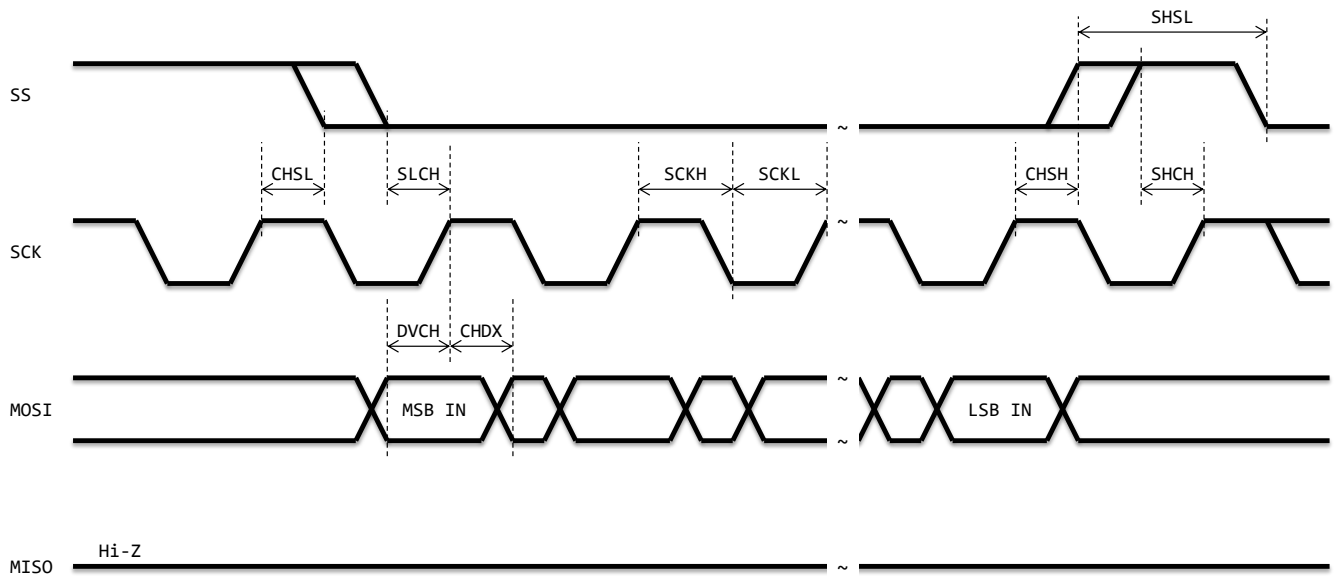 SHSL
SS
~
CHSL SLCH SCKH SCKL CHSH SHCH
SCK
~
DVCH CHDX
~
MOSI MSB IN LSB IN
~
Hi-Z
MISO ~